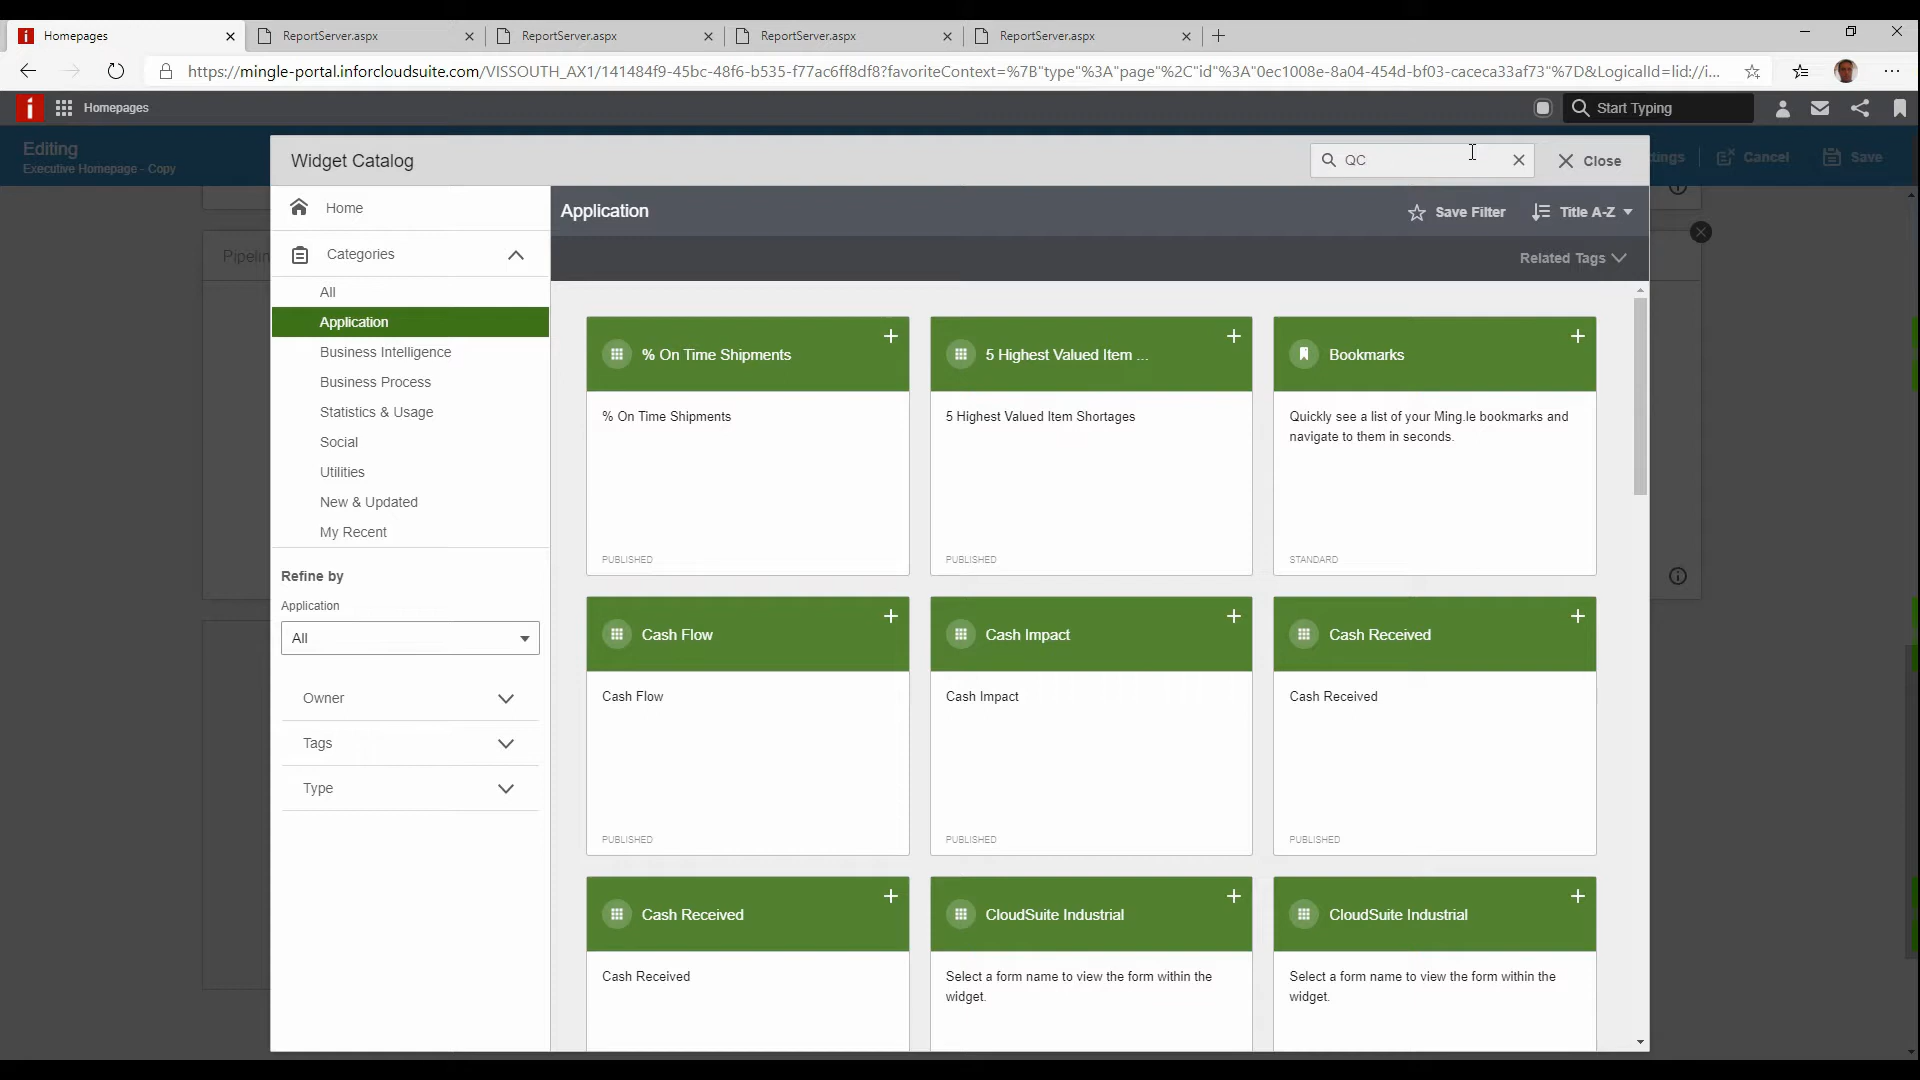 Homepages
ReportServer.aspx
ReportServer.aspx
ReportServer.aspx
ReportServer.aspx
https://mingle-portal.inforcloudsuite.com/VISSOUTH_AX1/141484f9-45bc-48f6-b535-f77ac6ff8df8?favoriteContext=%7B"type"%3A"page"%2C"id"%3A"0ec1008e-8a04-454d-bf03-caceca33af73"%7D&LogicalId=lid://i...
Homepages
Start Typing
Editing
Executive Homepage - Copy
Widget Catalog
QC
Close
Cancel
Save
Home
Application
Save Filter
Title A-Z
Categories
Related Tags
All
Application
Business Intelligence
Business Process
Statistics & Usage
Social
Utilities
New & Updated
My Recent
Refine by
Application
All
Owner
Tags
Type
% On Time Shipments
% On Time Shipments
PUBLISHED
5 Highest Valued Item ...
5 Highest Valued Item Shortages
PUBLISHED
Bookmarks
Quickly see a list of your Ming.le bookmarks and
navigate to them in seconds.
STANDARD
Cash Flow
Cash Flow
PUBLISHED
Cash Impact
Cash Impact
PUBLISHED
Cash Received
Cash Received
PUBLISHED
Cash Received
Cash Received
CloudSuite Industrial
Select a form name to view the form within the
widget.
CloudSuite Industrial
Select a form name to view the form within the
widget.